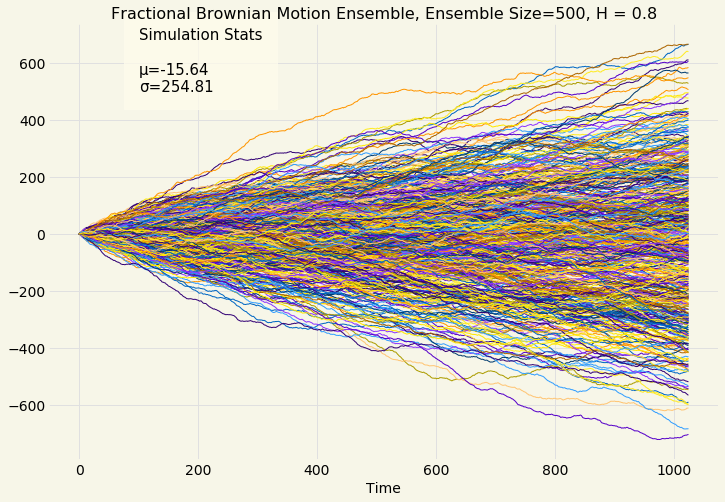 Fractional Brownian Motion Ensemble, Ensemble Size=500, H = 0.8
Simulation Stats
μ=-15.64
σ=254.81
600
400
200
0
−200
−400
−600
0 200 400 600 800 1000
Time